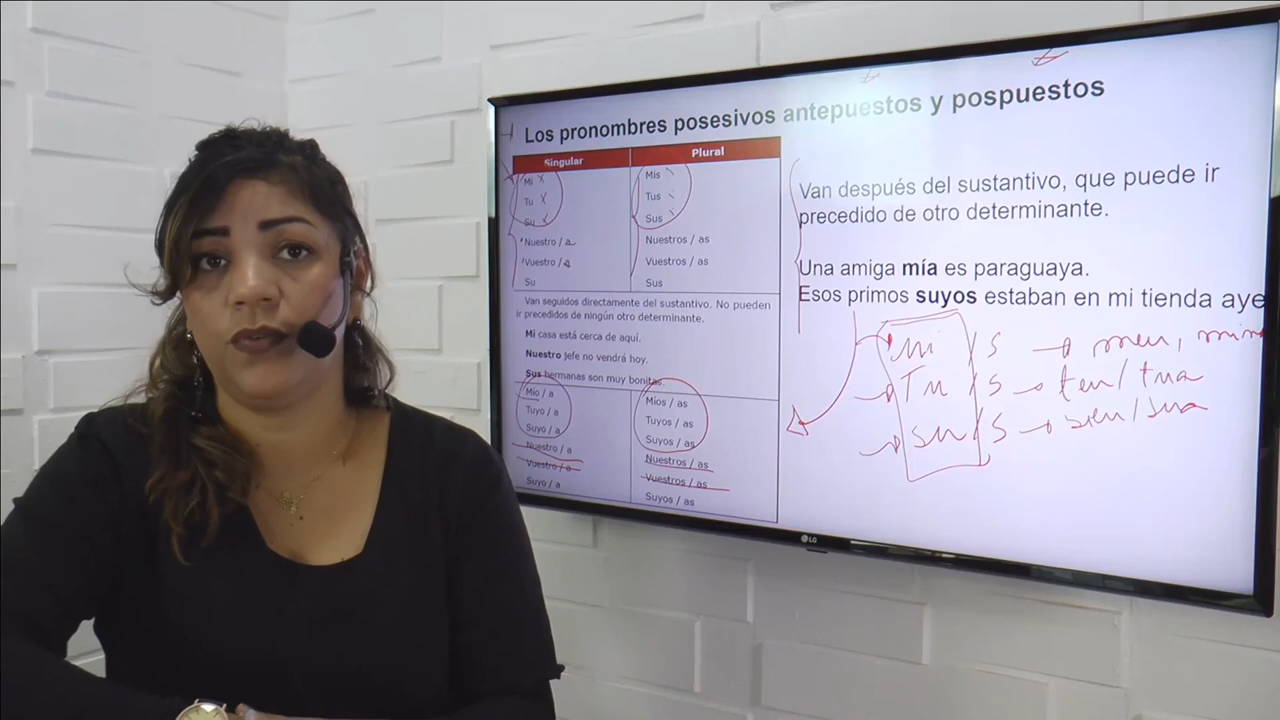 Los pronombres posesivos antepuestos y pospuestos
Singular Plural
Mi Mis
Tu Tus
Su Sus
Nuestro / a Nuestros / as
Vuestro / a Vuestros / as
Su Sus
Van seguidos directamente del sustantivo. No pueden
ir precedidos de ningún otro determinante.
Mi casa está cerca de aquí.
Nuestro jefe no vendrá hoy.
Sus hermanas son muy bonitas.
Mío / a Míos / as
Tuyo / a Tuyos / as
Suyo / a Suyos / as
Nuestro / a Nuestros / as
Vuestro / a Vuestros / as
Suyo / a Suyos / as
Van después del sustantivo, que puede ir
precedido de otro determinante.
Una amiga mía es paraguaya.
Esos primos suyos estaban en mi tienda aye
mi / s meu,
Tu / s teu / tua
su / s seu / sua
LG